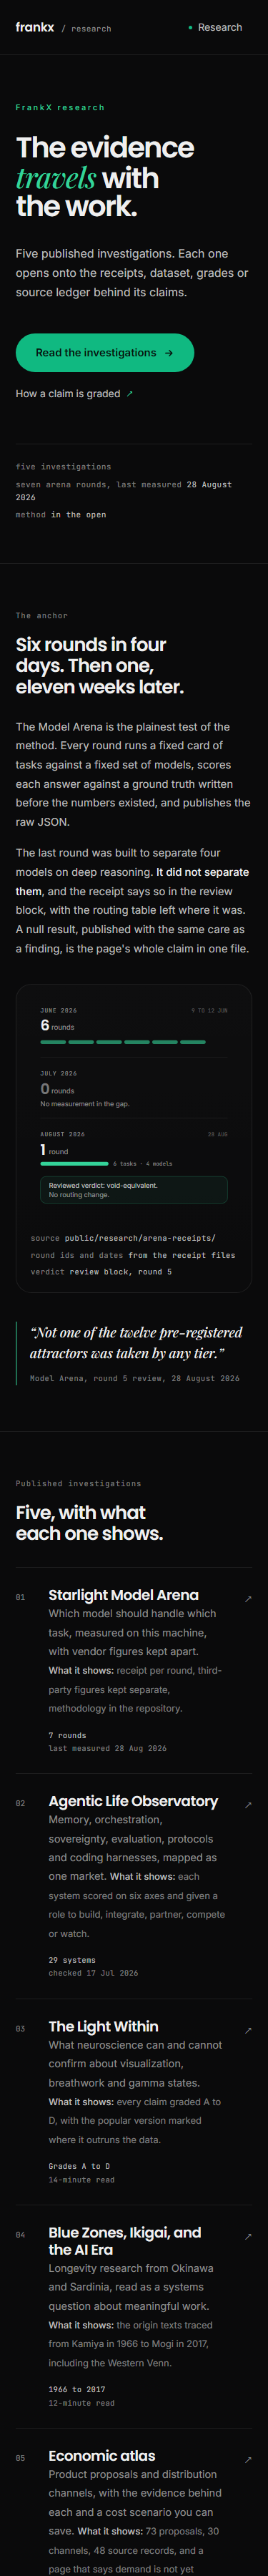 frankx / research
Research
FrankX research
The evidence
travels with
the work.
Five published investigations. Each one
opens onto the receipts, dataset, grades or
source ledger behind its claims.
Read the investigations →
How a claim is graded ↗
five investigations
seven arena rounds, last measured 28 August
2026
method in the open
The anchor
Six rounds in four
days. Then one,
eleven weeks later.
The Model Arena is the plainest test of the
method. Every round runs a fixed card of
tasks against a fixed set of models, scores
each answer against a ground truth written
before the numbers existed, and publishes the
raw JSON.
The last round was built to separate four
models on deep reasoning. It did not separate
them, and the receipt says so in the review
block, with the routing table left where it was.
A null result, published with the same care as
a finding, is the page's whole claim in one file.
JUNE 2026
9 TO 12 JUN
6 rounds
JULY 2026
0 rounds
No measurement in the gap.
AUGUST 2026
28 AUG
1 round
6 tasks · 4 models
Reviewed verdict: void-equivalent.
No routing change.
source public/research/arena-receipts/
round ids and dates from the receipt files
verdict review block, round 5
“Not one of the twelve pre-registered
attractors was taken by any tier.”
Model Arena, round 5 review, 28 August 2026
Published investigations
Five, with what
each one shows.
01
Starlight Model Arena ↗
Which model should handle which
task, measured on this machine,
with vendor figures kept apart.
What it shows: receipt per round, third-
party figures kept separate,
methodology in the repository.
7 rounds
last measured 28 Aug 2026
02
Agentic Life Observatory ↗
Memory, orchestration,
sovereignty, evaluation, protocols
and coding harnesses, mapped as
one market. What it shows: each
system scored on six axes and given a
role to build, integrate, partner, compete
or watch.
29 systems
checked 17 Jul 2026
03
The Light Within ↗
What neuroscience can and cannot
confirm about visualization,
breathwork and gamma states.
What it shows: every claim graded A to
D, with the popular version marked
where it outruns the data.
Grades A to D
14-minute read
04
Blue Zones, Ikigai, and ↗
the AI Era
Longevity research from Okinawa
and Sardinia, read as a systems
question about meaningful work.
What it shows: the origin texts traced
from Kamiya in 1966 to Mogi in 2017,
including the Western Venn.
1966 to 2017
12-minute read
05
Economic atlas ↗
Product proposals and distribution
channels, with the evidence behind
each and a cost scenario you can
save. What it shows: 73 proposals, 30
channels, 48 source records, and a
page that says demand is not yet